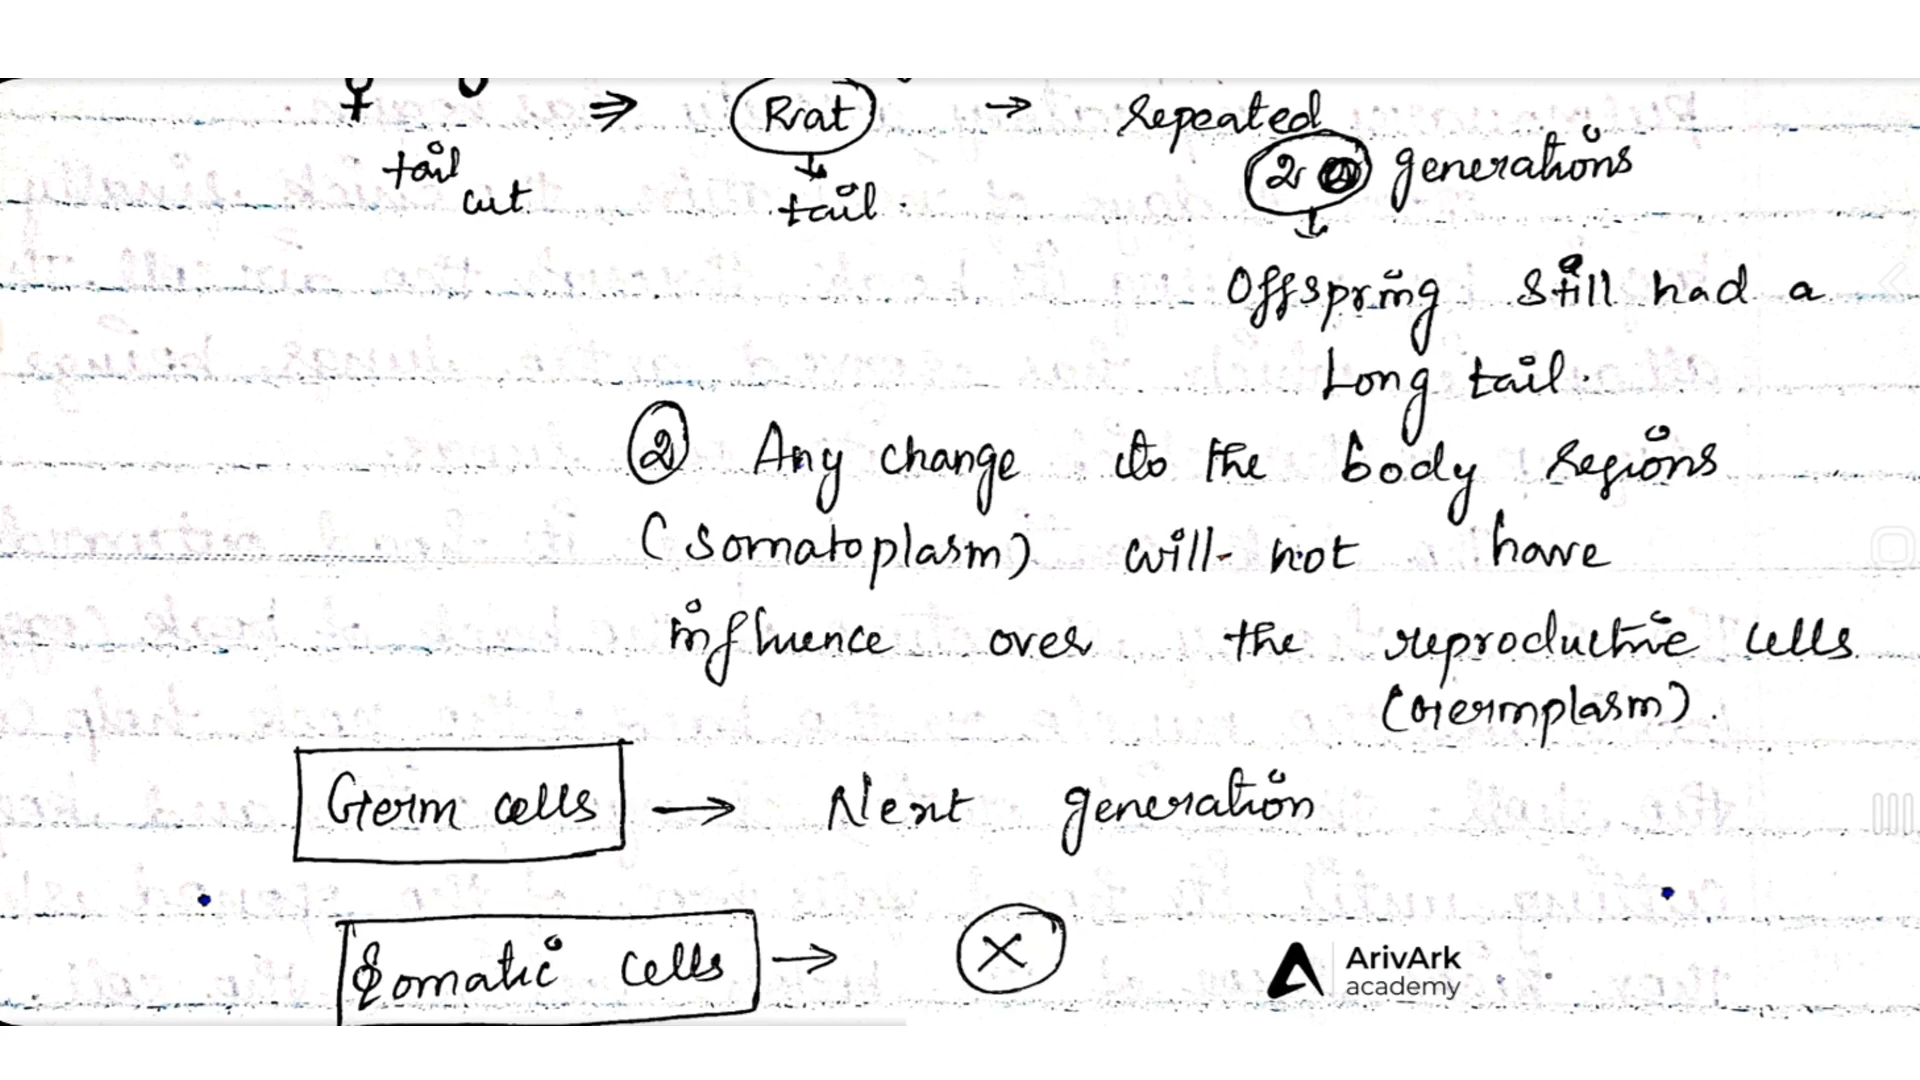 ♀ ⇒ Rat → repeated
tail cut
tail.
20 generations
Offspring still had a
Long tail.
② Any change to the body regions
(somatoplasm) will not have
influence over the reproductive cells
(Germplasm).
Germ cells → Next generation
Somatic cells → X
ArivArk
academy